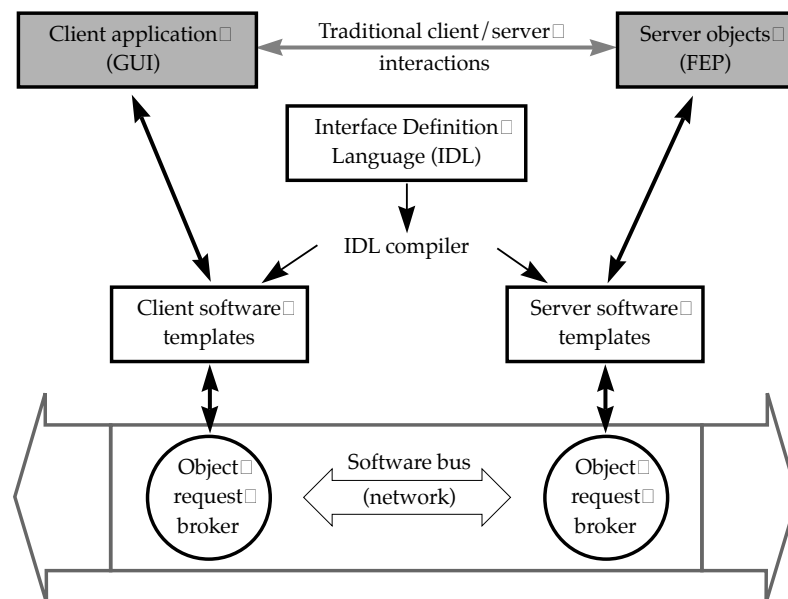 Client application□
(GUI)
Traditional client/server□
interactions
Server objects□
(FEP)
Interface Definition□
Language (IDL)
IDL compiler
Client software□
templates
Server software□
templates
Object□
request□
broker
Software bus
(network)
Object□
request□
broker